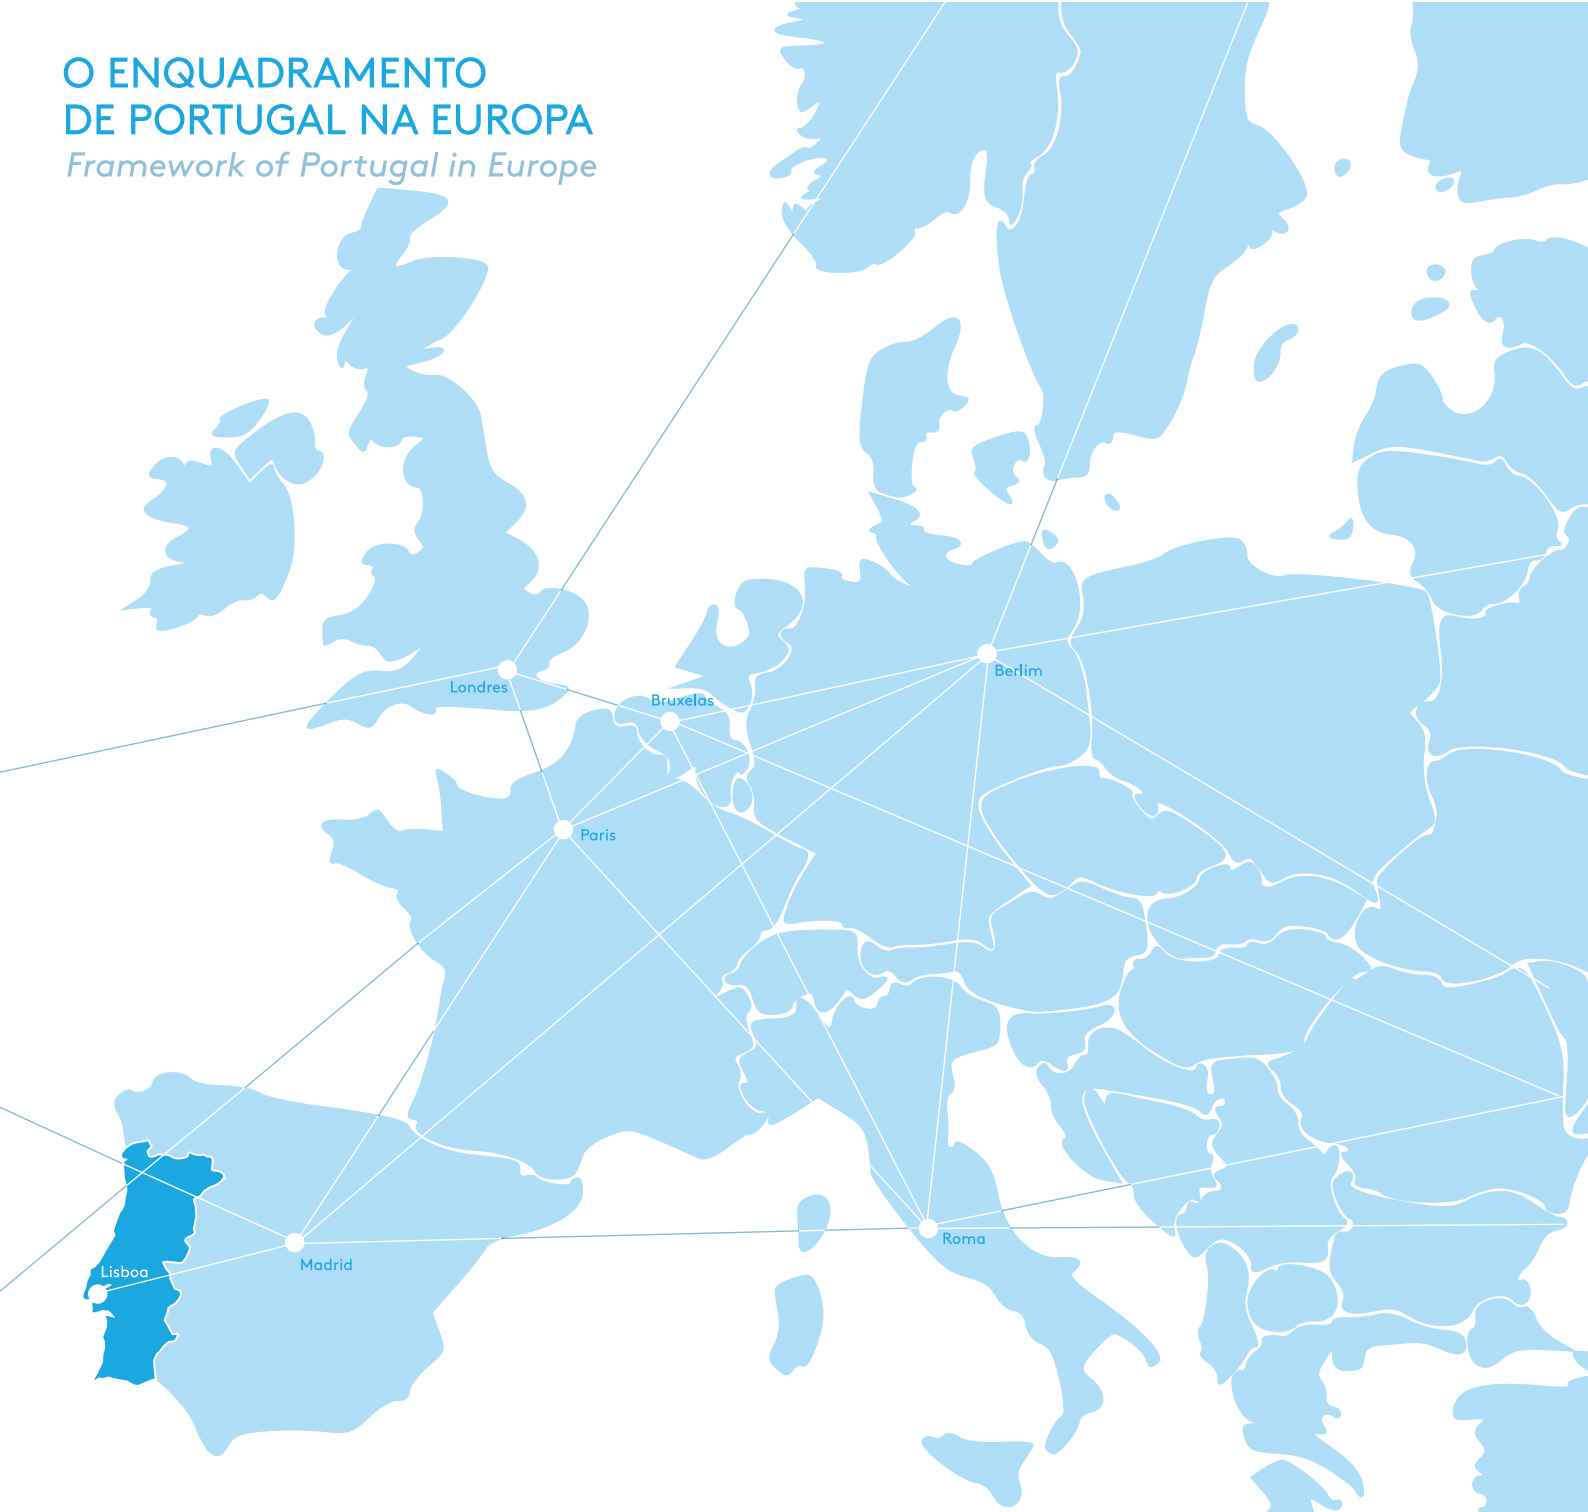 O ENQUADRAMENTO
DE PORTUGAL NA EUROPA
Framework of Portugal in Europe
Berlim
Londres
Bruxelas
Paris
Roma
Madrid
Lisboa